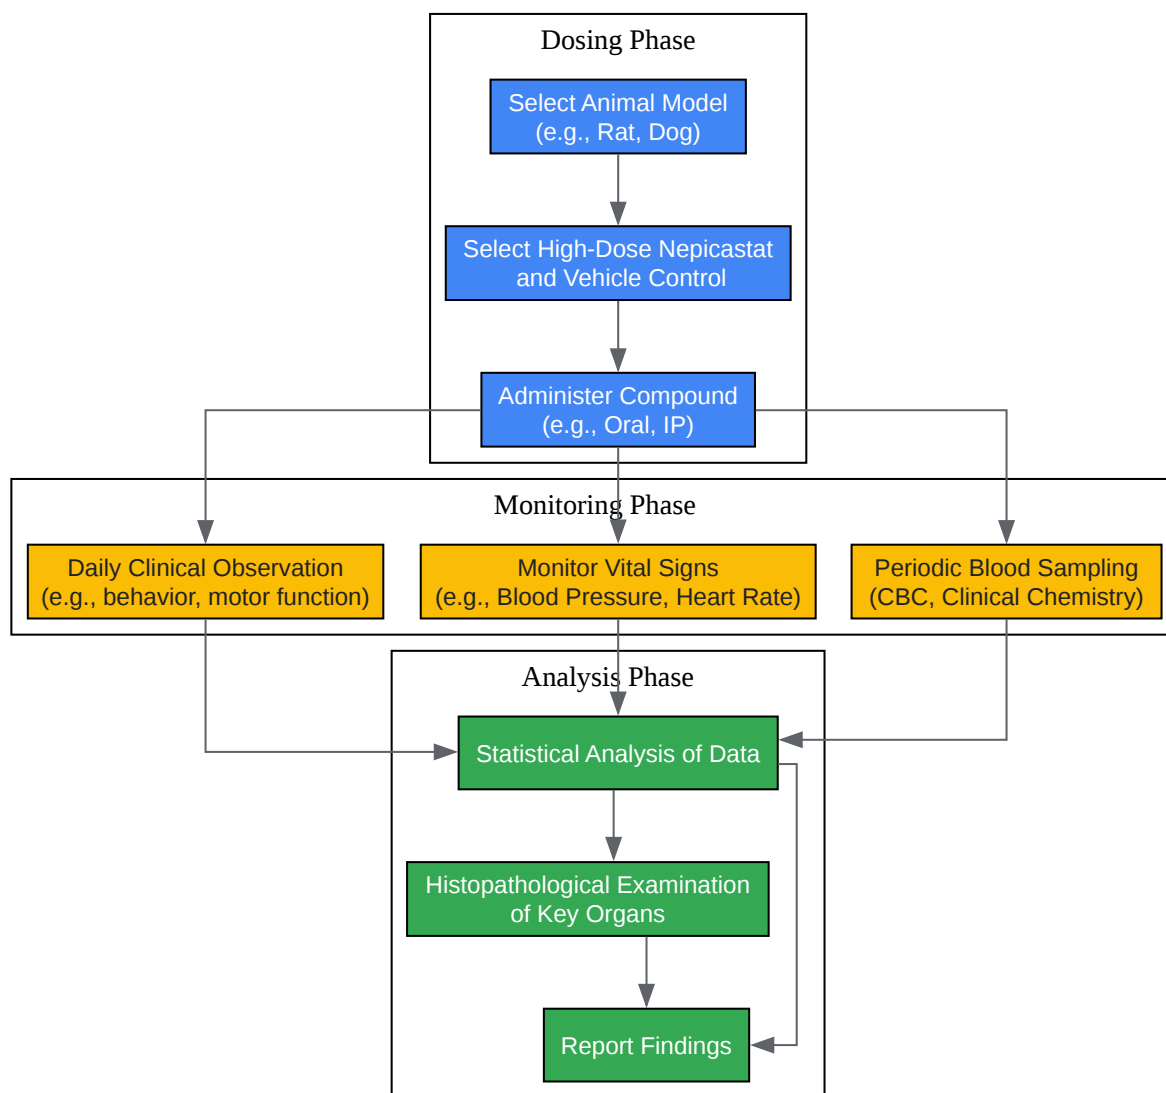 Dosing Phase
Select Animal Model
(e.g., Rat, Dog)
Select High-Dose Nepicastat
and Vehicle Control
Administer Compound
(e.g., Oral, IP)
Monitoring Phase
Daily Clinical Observation
(e.g., behavior, motor function)
Monitor Vital Signs
(e.g., Blood Pressure, Heart Rate)
Periodic Blood Sampling
(CBC, Clinical Chemistry)
Analysis Phase
Statistical Analysis of Data
Histopathological Examination
of Key Organs
Report Findings